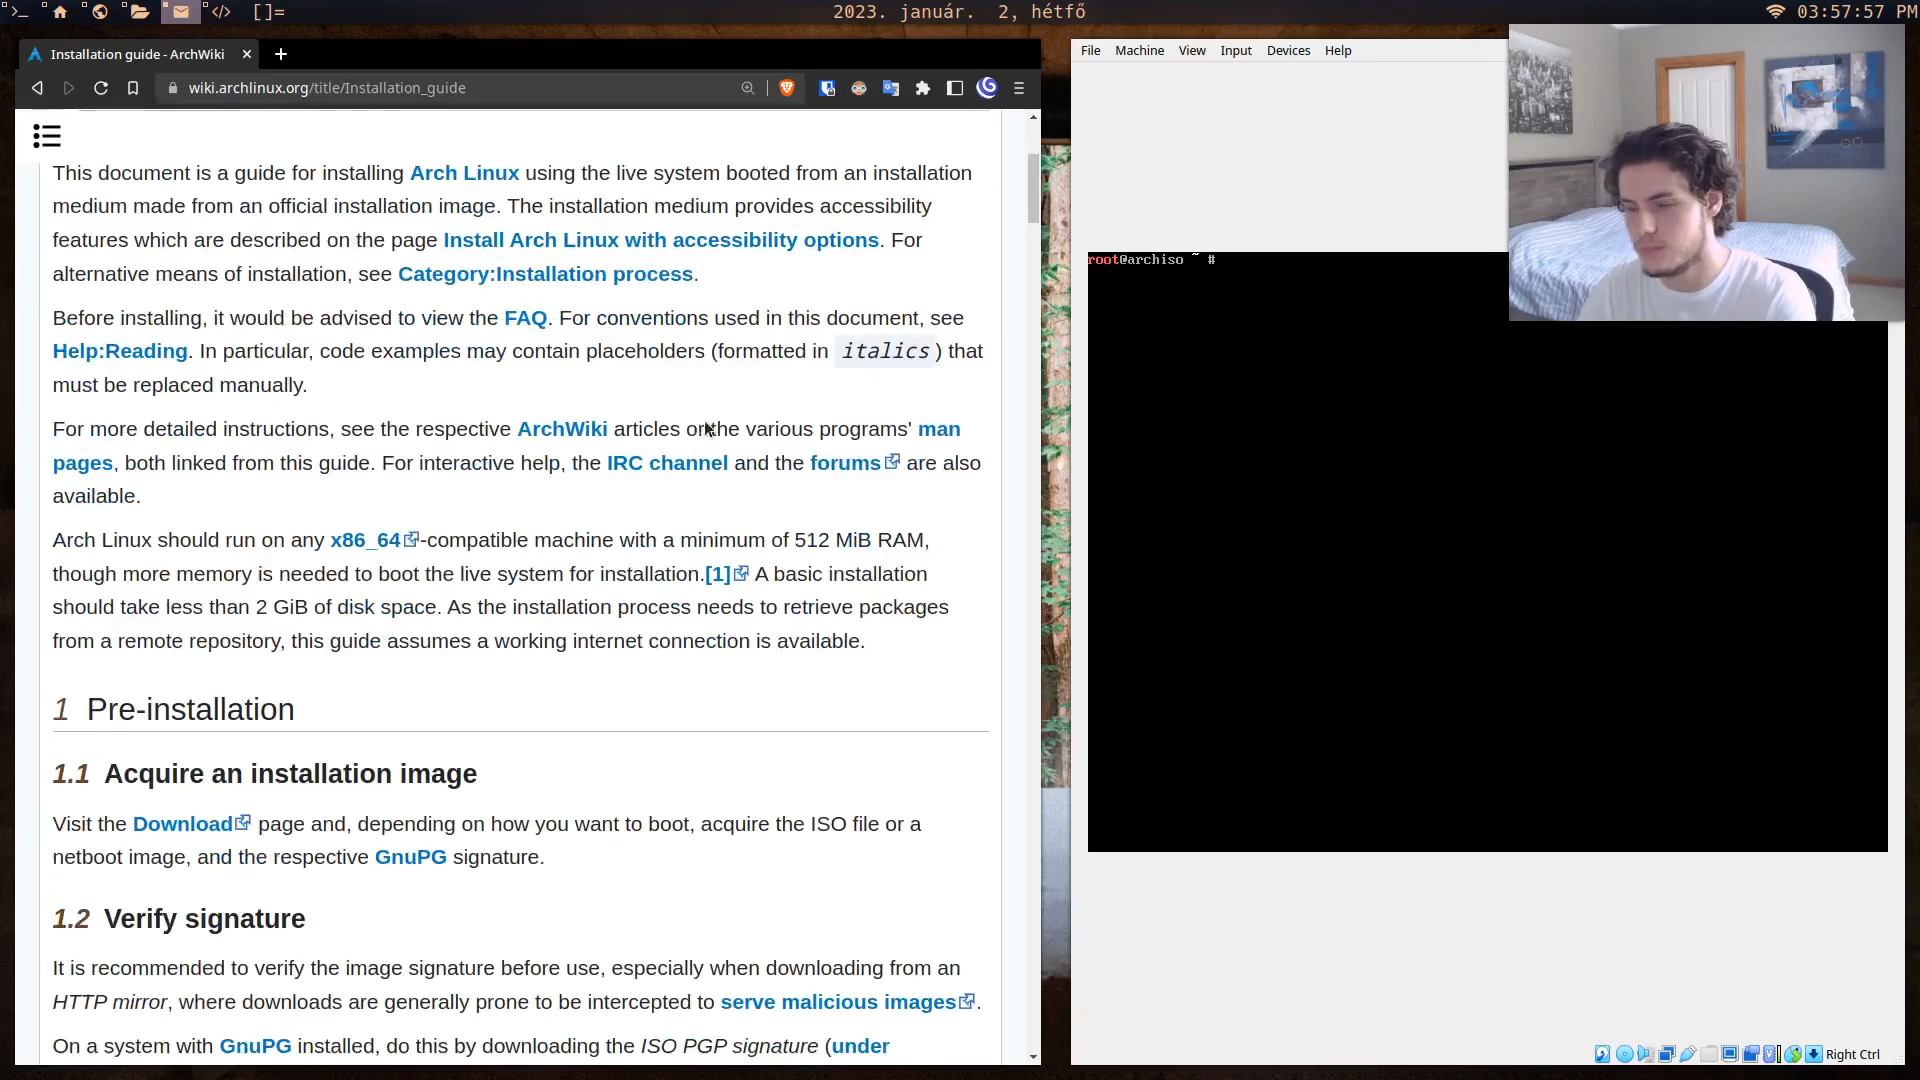 >_
</>
[]=
2023. január. 2, hétfő
03:57:57 PM
Installation guide - ArchWiki
wiki.archlinux.org/title/Installation_guide
This document is a guide for installing Arch Linux using the live system booted from an installation
medium made from an official installation image. The installation medium provides accessibility
features which are described on the page Install Arch Linux with accessibility options. For
alternative means of installation, see Category:Installation process.
Before installing, it would be advised to view the FAQ. For conventions used in this document, see
Help:Reading. In particular, code examples may contain placeholders (formatted in italics) that
must be replaced manually.
For more detailed instructions, see the respective ArchWiki articles or the various programs' man
pages, both linked from this guide. For interactive help, the IRC channel and the forums are also
available.
Arch Linux should run on any x86_64-compatible machine with a minimum of 512 MiB RAM,
though more memory is needed to boot the live system for installation.[1] A basic installation
should take less than 2 GiB of disk space. As the installation process needs to retrieve packages
from a remote repository, this guide assumes a working internet connection is available.
1 Pre-installation
1.1 Acquire an installation image
Visit the Download page and, depending on how you want to boot, acquire the ISO file or a
netboot image, and the respective GnuPG signature.
1.2 Verify signature
It is recommended to verify the image signature before use, especially when downloading from an
HTTP mirror, where downloads are generally prone to be intercepted to serve malicious images.
On a system with GnuPG installed, do this by downloading the ISO PGP signature (under
File Machine View Input Devices Help
root@archiso ~ #
Right Ctrl